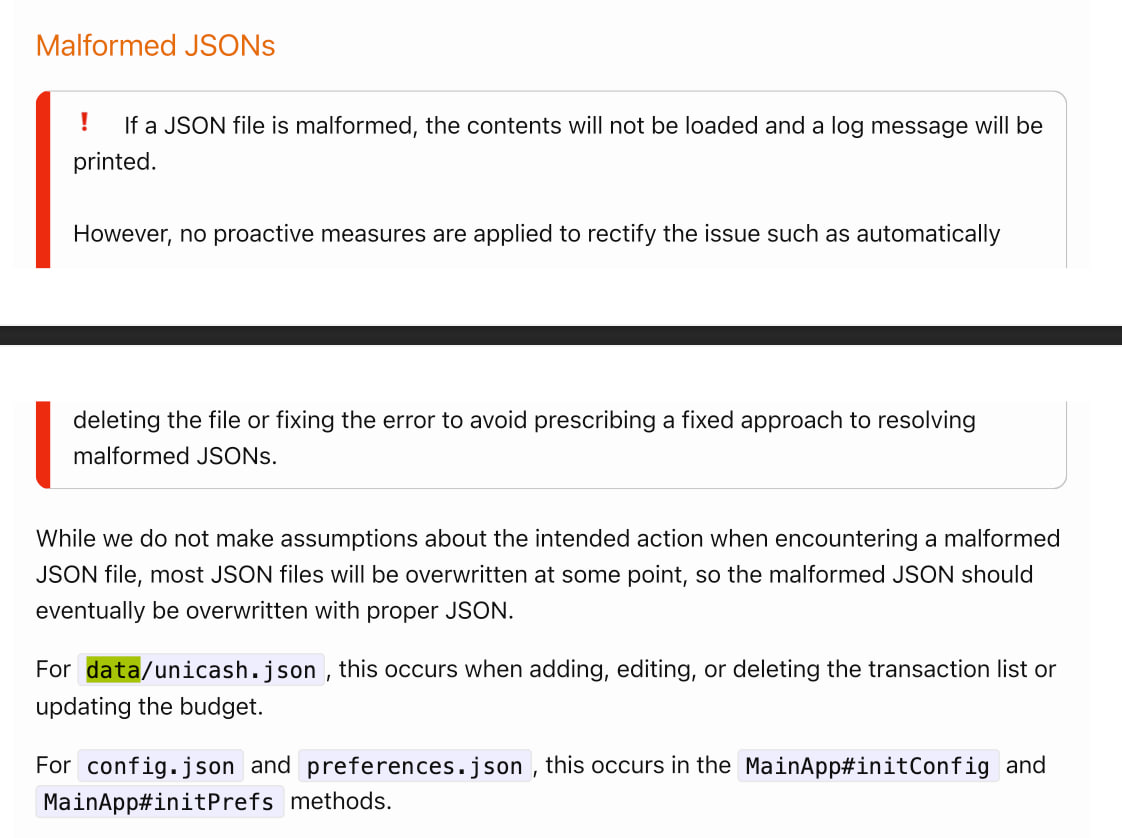 Malformed JSONs
! If a JSON file is malformed, the contents will not be loaded and a log message will be
printed.
However, no proactive measures are applied to rectify the issue such as automatically
deleting the file or fixing the error to avoid prescribing a fixed approach to resolving
malformed JSONs.
While we do not make assumptions about the intended action when encountering a malformed
JSON file, most JSON files will be overwritten at some point, so the malformed JSON should
eventually be overwritten with proper JSON.
For data/unicash.json, this occurs when adding, editing, or deleting the transaction list or
updating the budget.
For config.json and preferences.json, this occurs in the MainApp#initConfig and
MainApp#initPrefs methods.